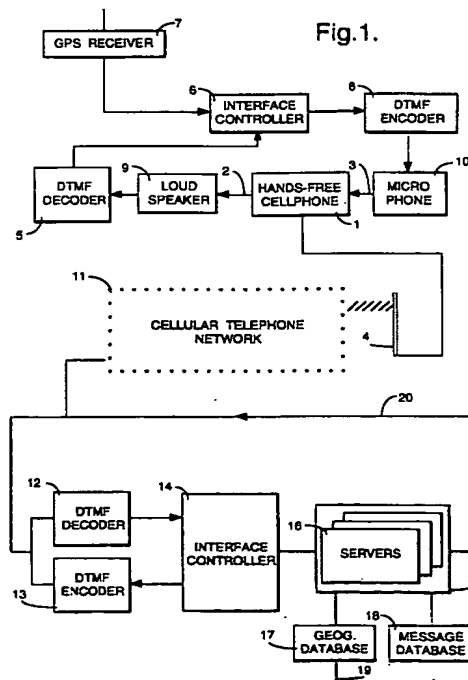 7
Fig.1.
GPS RECEIVER
6
8
INTERFACE
CONTROLLER
DTMF
ENCODER
9
2
3
10
DTMF
DECODER
LOUD
SPEAKER
HANDS-FREE
CELLPHONE
MICRO
PHONE
5
1
11
CELLULAR TELEPHONE
NETWORK
4
20
12
14
DTMF
DECODER
16
INTERFACE
CONTROLLER
SERVERS
DTMF
ENCODER
13
17
GEOG.
DATABASE
18
MESSAGE
DATABASE
19